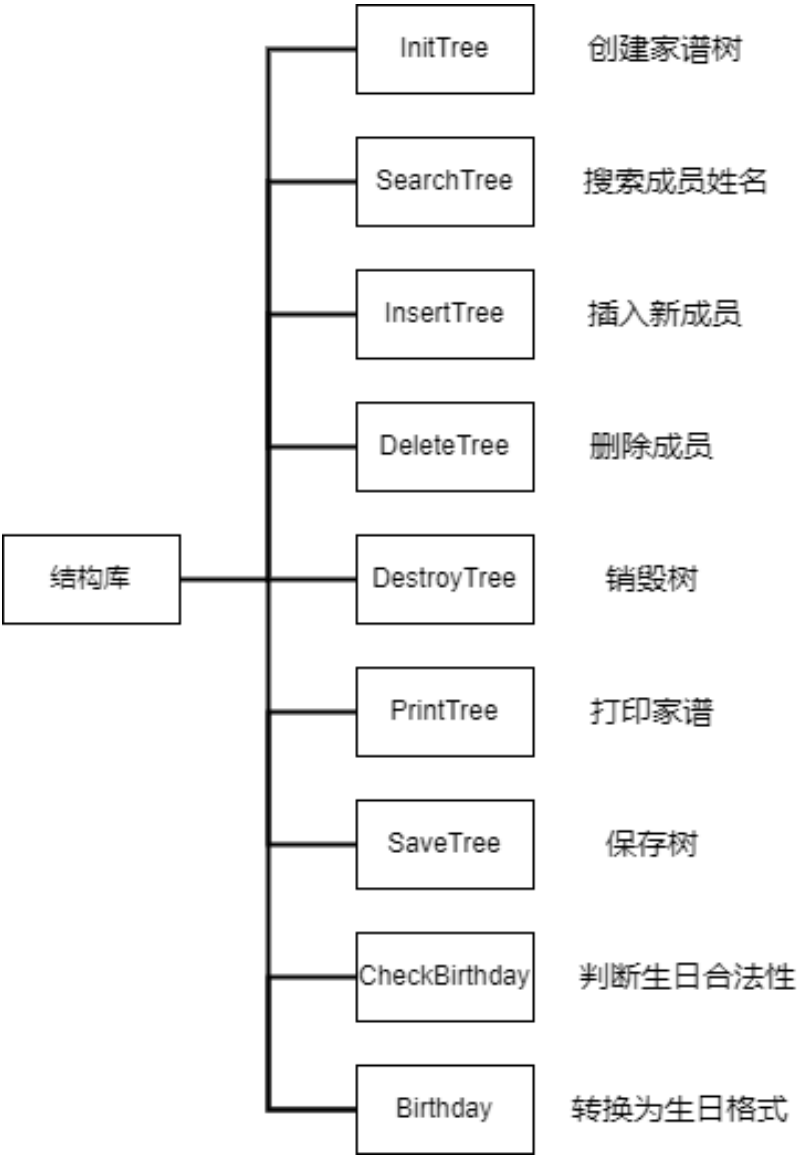 InitTree 创建家谱树
SearchTree 搜索成员姓名
InsertTree 插入新成员
DeleteTree 删除成员
结构库 DestroyTree 销毁树
PrintTree 打印家谱
SaveTree 保存树
CheckBirthday 判断生日合法性
Birthday 转换为生日格式